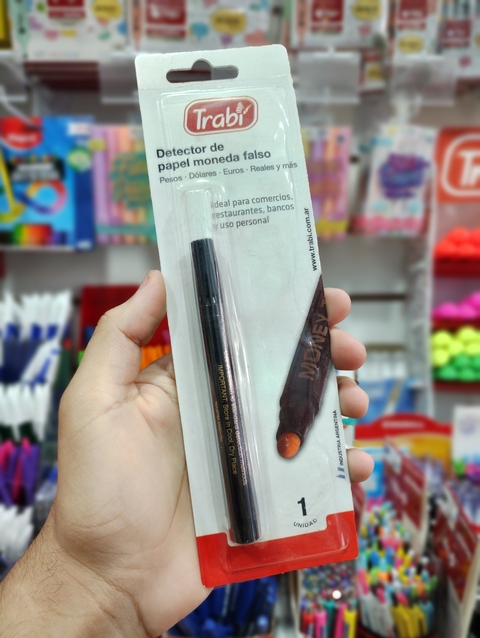 Trabi
Detector de
papel moneda falso
Pesos · Dólares · Euros · Reales y más
Ideal para comercios,
restaurantes, bancos
y uso personal
www.trabi.com.ar
MONEY
IMPORTANT: Store in Cool, Dry Place
INDUSTRIA ARGENTINA
1
UNIDAD